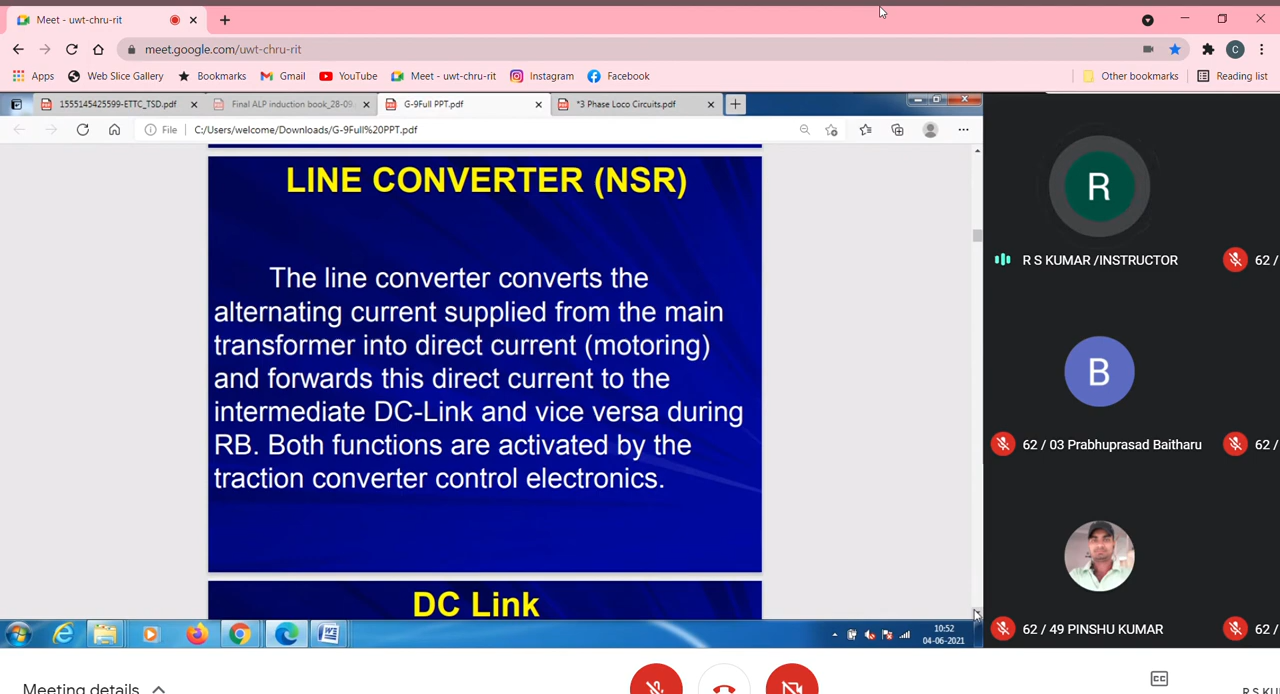 Meet - uwt-chru-rit
meet.google.com/uwt-chru-rit
C
Apps Web Slice Gallery Bookmarks Gmail YouTube Meet - uwt-chru-rit Instagram Facebook Other bookmarks Reading list
1555145425599-ETTC_TSD.pdf Final ALP induction book_28-09. G-9Full PPT.pdf *3 Phase Loco Circuits.pdf
File C:/Users/welcome/Downloads/G-9Full%20PPT.pdf
LINE CONVERTER (NSR)
The line converter converts the
alternating current supplied from the main
transformer into direct current (motoring)
and forwards this direct current to the
intermediate DC-Link and vice versa during
RB. Both functions are activated by the
traction converter control electronics.
DC Link
10:52
04-06-2021
R
R S KUMAR /INSTRUCTOR 62 /
B
62 / 03 Prabhuprasad Baitharu 62 /
62 / 49 PINSHU KUMAR 62 /
Meeting details
CC
R S KU